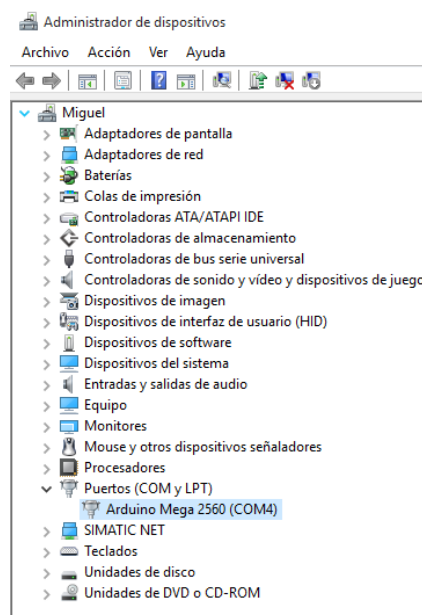 Administrador de dispositivos
Archivo Acción Ver Ayuda
Miguel
Adaptadores de pantalla
Adaptadores de red
Baterías
Colas de impresión
Controladoras ATA/ATAPI IDE
Controladoras de almacenamiento
Controladoras de bus serie universal
Controladoras de sonido y vídeo y dispositivos de juego
Dispositivos de imagen
Dispositivos de interfaz de usuario (HID)
Dispositivos de software
Dispositivos del sistema
Entradas y salidas de audio
Equipo
Monitores
Mouse y otros dispositivos señaladores
Procesadores
Puertos (COM y LPT)
Arduino Mega 2560 (COM4)
SIMATIC NET
Teclados
Unidades de disco
Unidades de DVD o CD-ROM